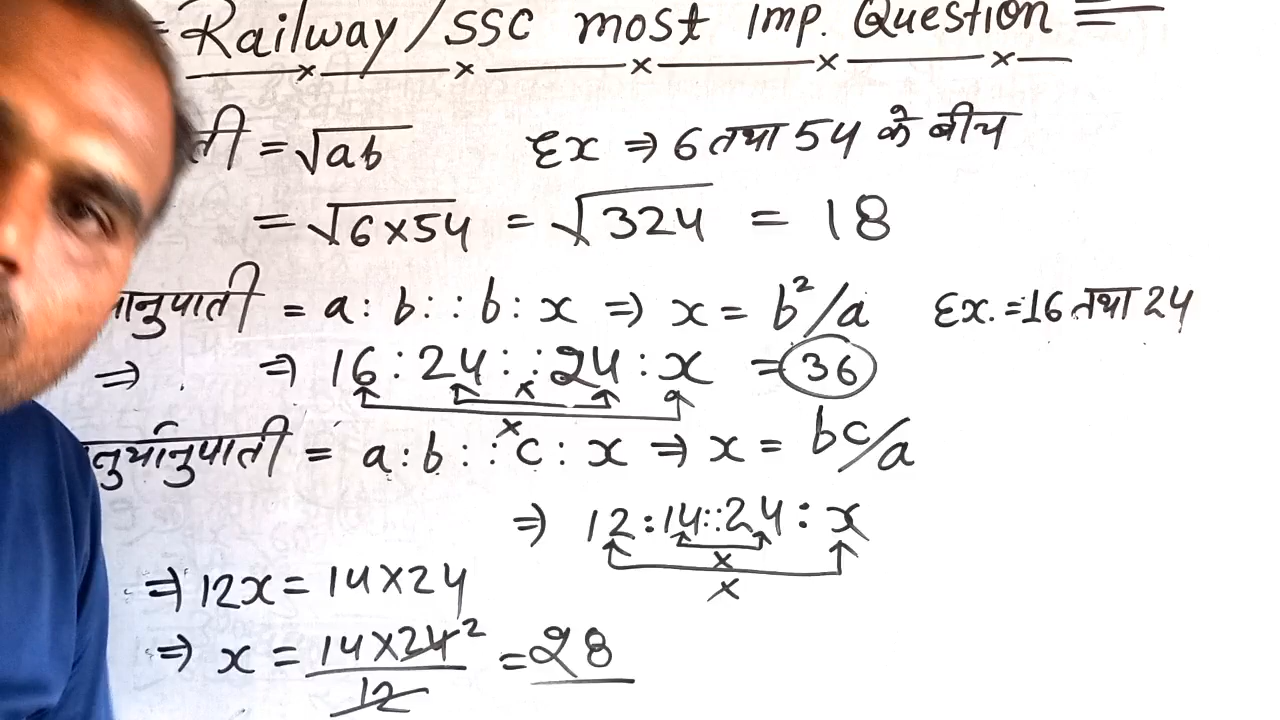 = Railway/SSC most Imp. Question =
ती = √ab Ex ⇒ 6 तथा 54 के बीच
= √6×54 = √324 = 18
ानुपाती = a : b : : b : x ⇒ x = b²/a Ex. = 16 तथा 24
⇒ ⇒ 16 : 24 : : 24 : x = 36
तुर्थानुपाती = a : b : : c : x ⇒ x = bc/a
⇒ 12 : 14 : : 24 : x
⇒ 12x = 14×24
⇒ x = 14×24² / 12 = 28